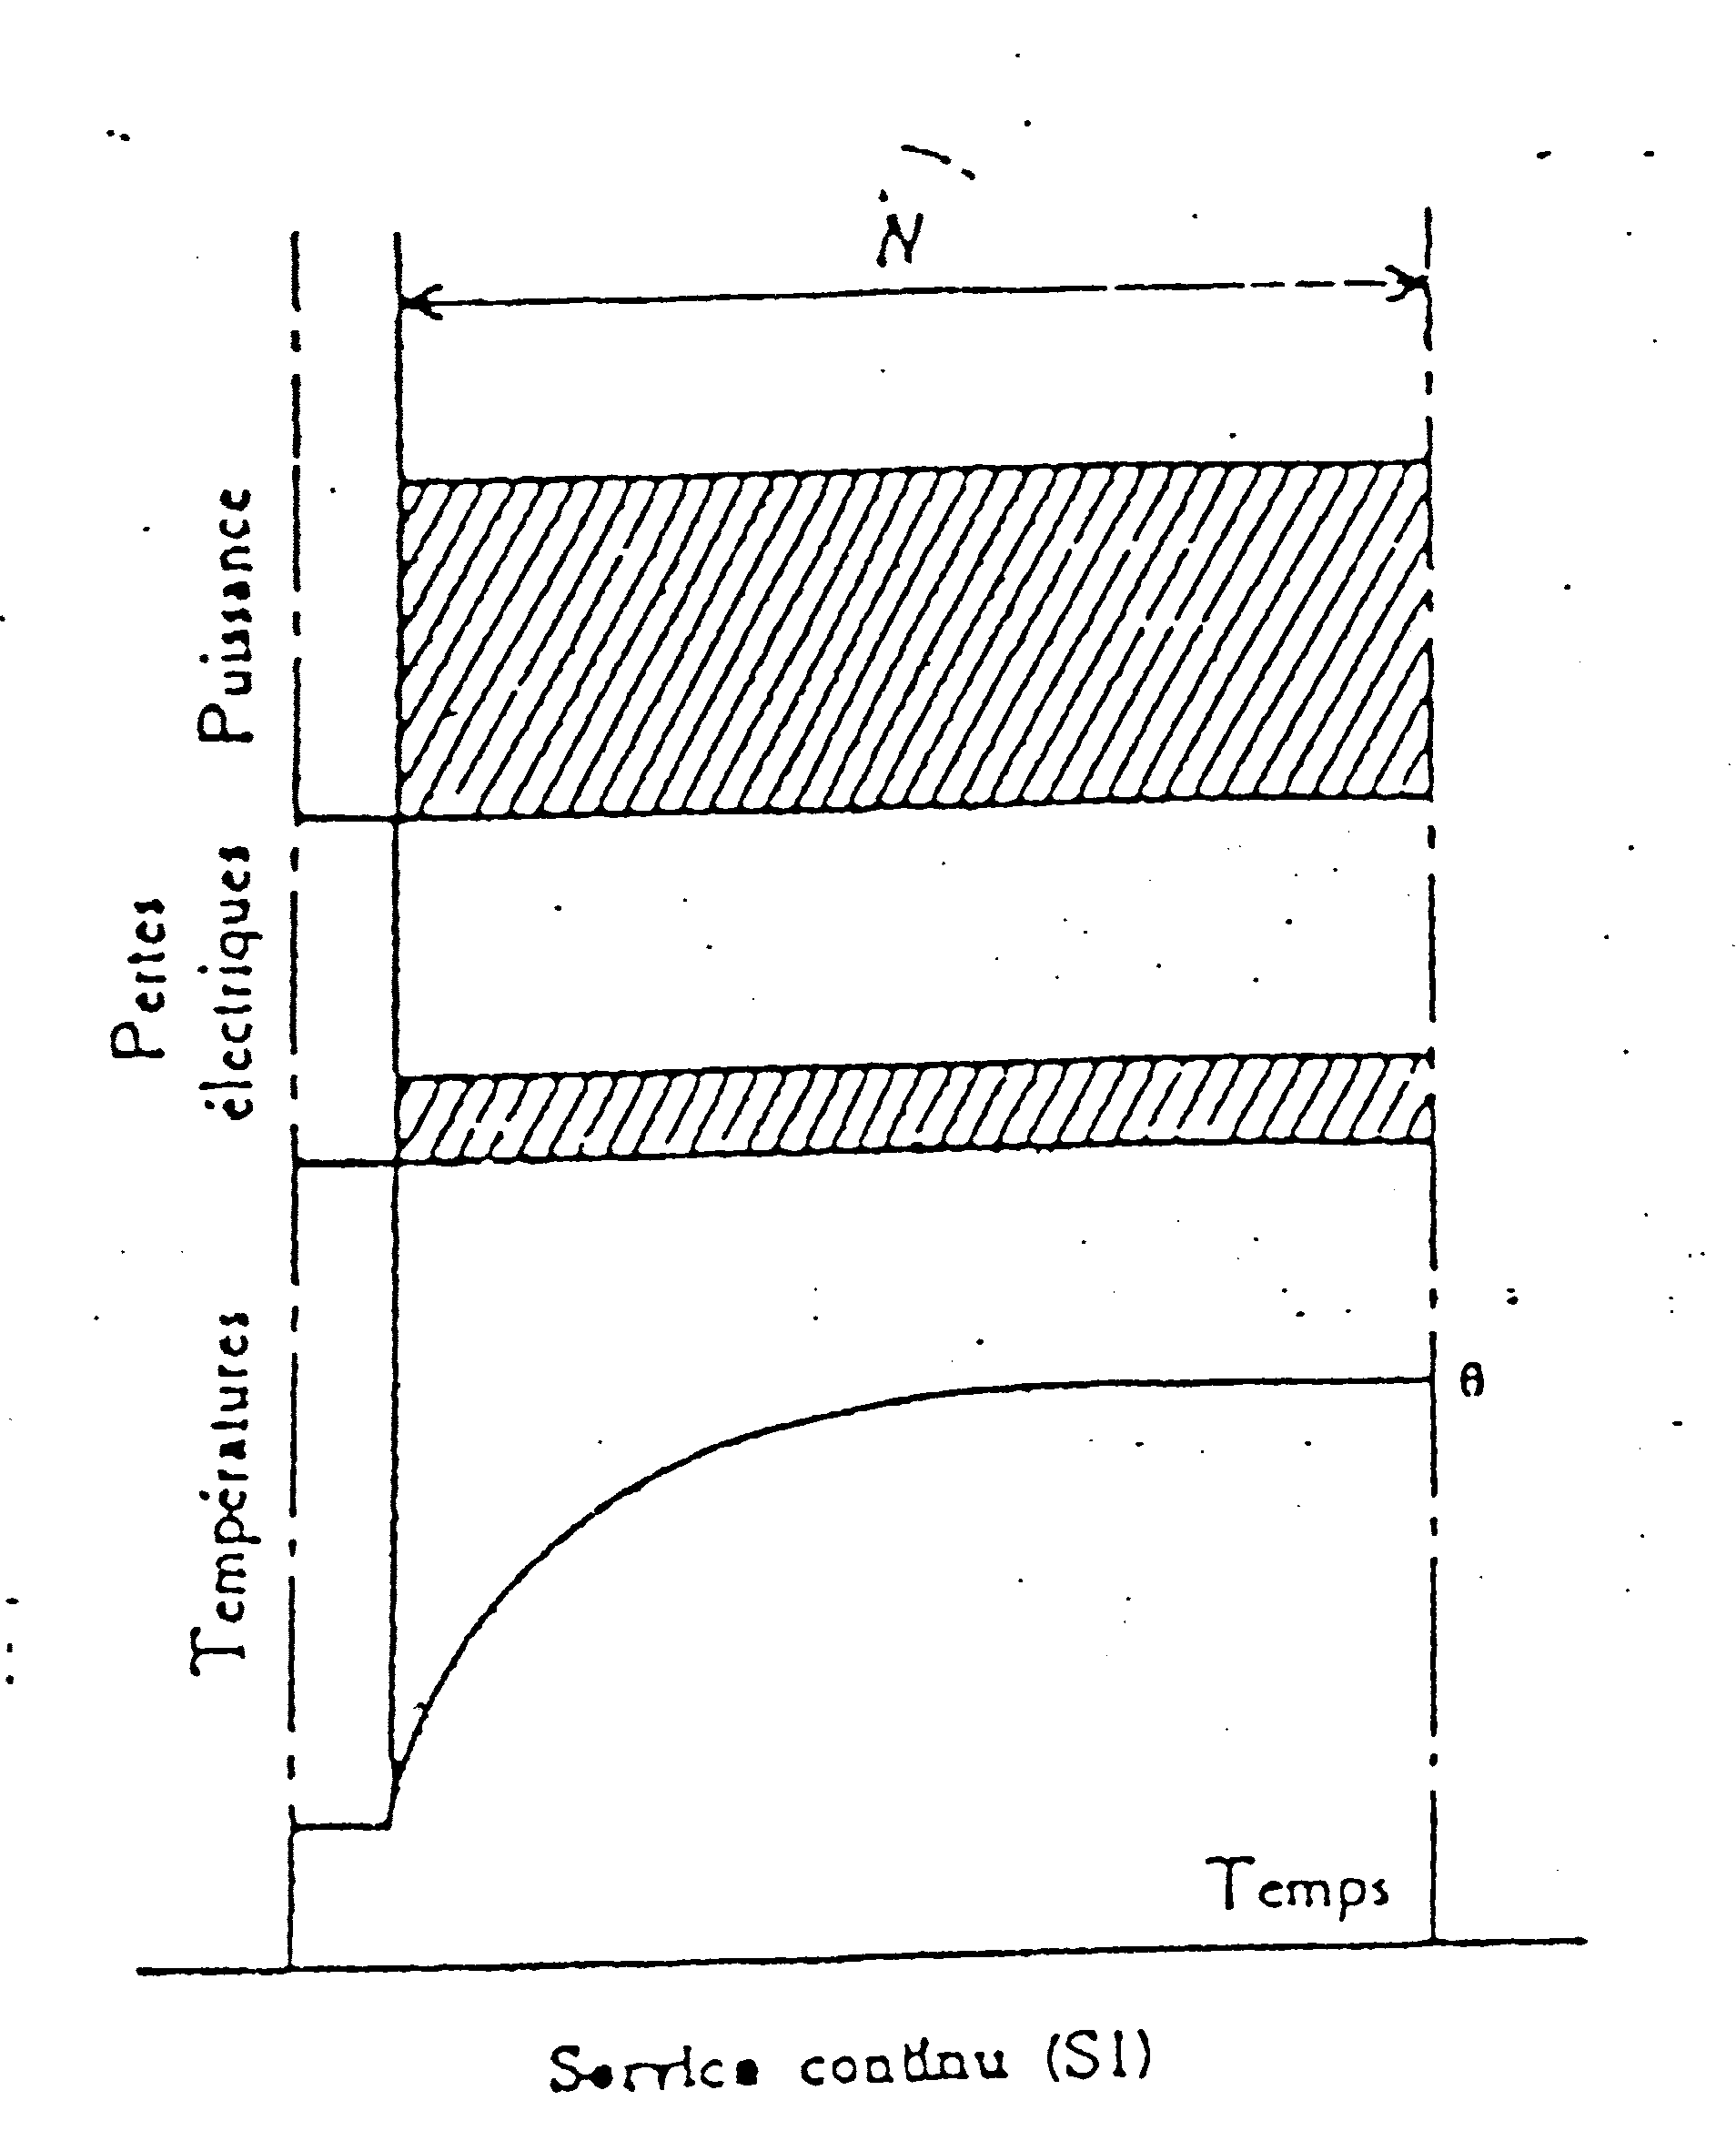 N
Puissance
Pertes
électriques
Températures
θ
Temps
Service continu (S1)